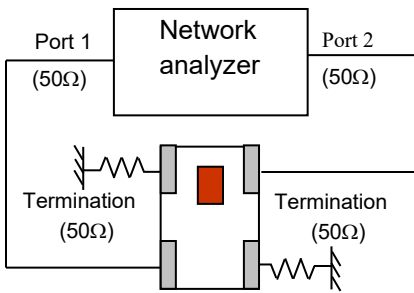 Port 1
(50Ω)
Network
analyzer
Port 2
(50Ω)
Termination
(50Ω)
Termination
(50Ω)